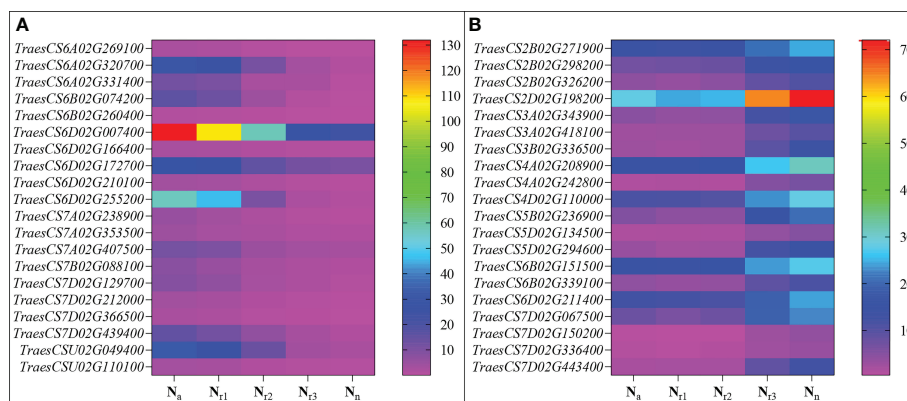 A
TraesCS6A02G269100
TraesCS6A02G320700
TraesCS6A02G331400
TraesCS6B02G074200
TraesCS6B02G260400
TraesCS6D02G007400
TraesCS6D02G166400
TraesCS6D02G172700
TraesCS6D02G210100
TraesCS6D02G255200
TraesCS7A02G238900
TraesCS7A02G353500
TraesCS7A02G407500
TraesCS7B02G088100
TraesCS7D02G129700
TraesCS7D02G212000
TraesCS7D02G366500
TraesCS7D02G439400
TraesCSU02G049400
TraesCSU02G110100
Na Nr1 Nr2 Nr3 Nn
130
120
110
100
90
80
70
60
50
40
30
20
10
0
B
TraesCS2B02G271900
TraesCS2B02G298200
TraesCS2B02G326200
TraesCS2D02G198200
TraesCS3A02G343900
TraesCS3A02G418100
TraesCS3B02G336500
TraesCS4A02G208900
TraesCS4A02G242800
TraesCS4D02G110000
TraesCS5B02G236900
TraesCS5D02G134500
TraesCS5D02G294600
TraesCS6B02G151500
TraesCS6B02G339100
TraesCS6D02G211400
TraesCS7D02G067500
TraesCS7D02G150200
TraesCS7D02G336400
TraesCS7D02G443400
Na Nr1 Nr2 Nr3 Nn